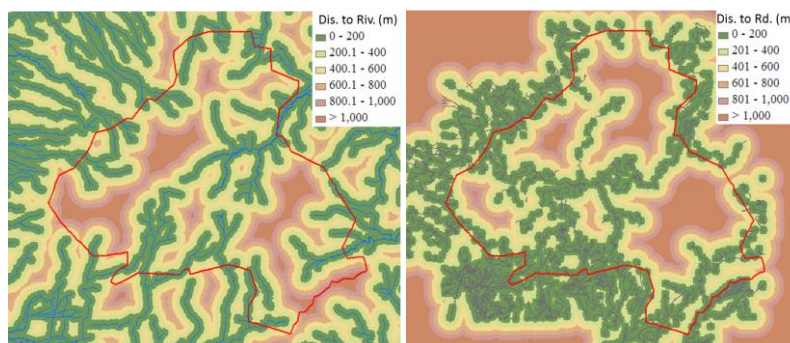 Dis. to Riv. (m)
0 - 200
200.1 - 400
400.1 - 600
600.1 - 800
800.1 - 1,000
> 1,000
Dis. to Rd. (m)
0 - 200
201 - 400
401 - 600
601 - 800
801 - 1,000
> 1,000